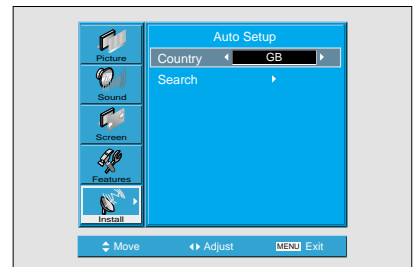 Auto Setup
Picture
Country GB
Sound
Search
Screen
Features
Install
Move Adjust MENU Exit